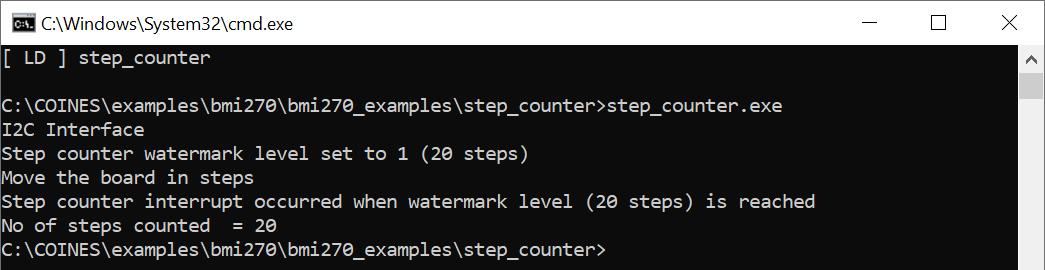 C:\Windows\System32\cmd.exe
[ LD ] step_counter
C:\COINES\examples\bmi270\bmi270_examples\step_counter>step_counter.exe
I2C Interface
Step counter watermark level set to 1 (20 steps)
Move the board in steps
Step counter interrupt occurred when watermark level (20 steps) is reached
No of steps counted  = 20
C:\COINES\examples\bmi270\bmi270_examples\step_counter>